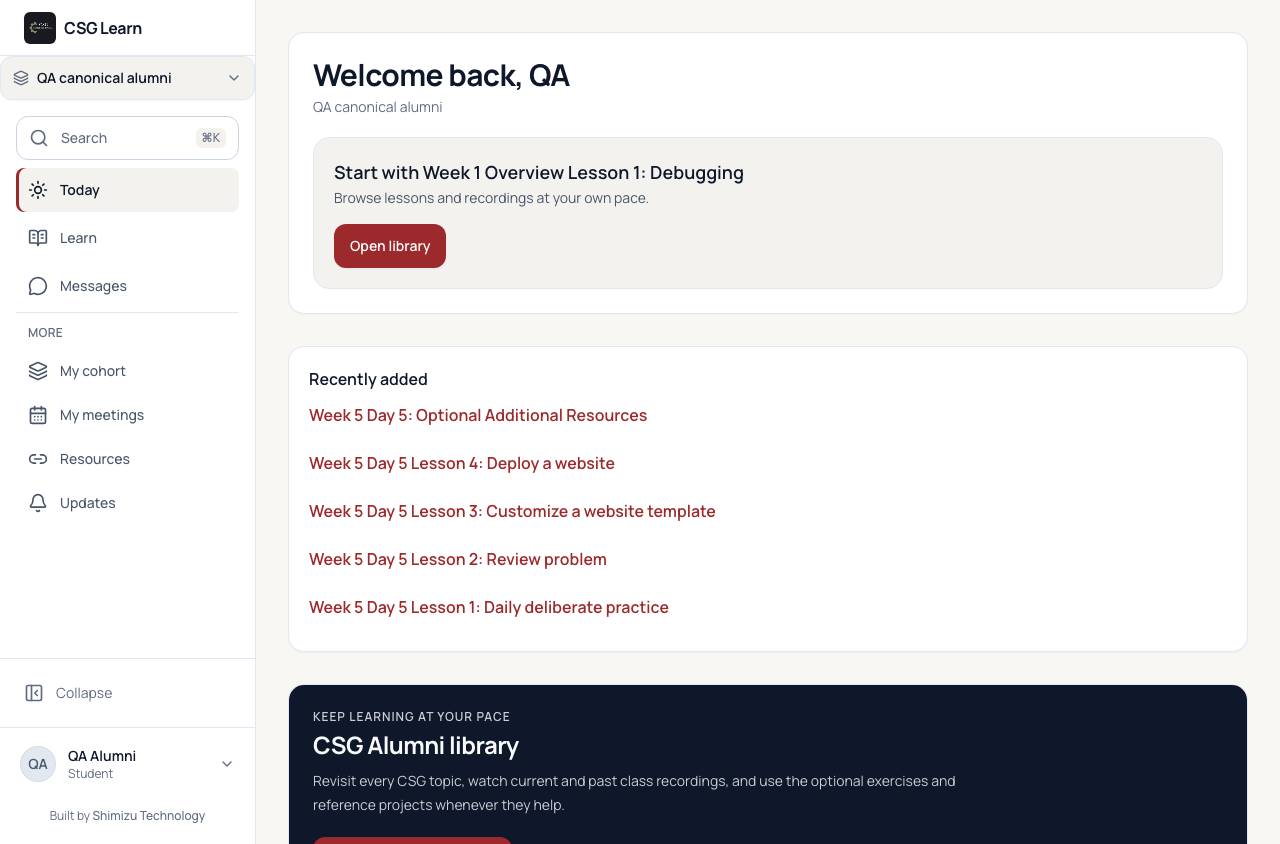 CSG Learn
QA canonical alumni
Search ⌘K
Today
Learn
Messages
MORE
My cohort
My meetings
Resources
Updates
Collapse
QA
QA Alumni
Student
Built by Shimizu Technology
Welcome back, QA
QA canonical alumni
Start with Week 1 Overview Lesson 1: Debugging
Browse lessons and recordings at your own pace.
Open library
Recently added
Week 5 Day 5: Optional Additional Resources
Week 5 Day 5 Lesson 4: Deploy a website
Week 5 Day 5 Lesson 3: Customize a website template
Week 5 Day 5 Lesson 2: Review problem
Week 5 Day 5 Lesson 1: Daily deliberate practice
KEEP LEARNING AT YOUR PACE
CSG Alumni library
Revisit every CSG topic, watch current and past class recordings, and use the optional exercises and
reference projects whenever they help.